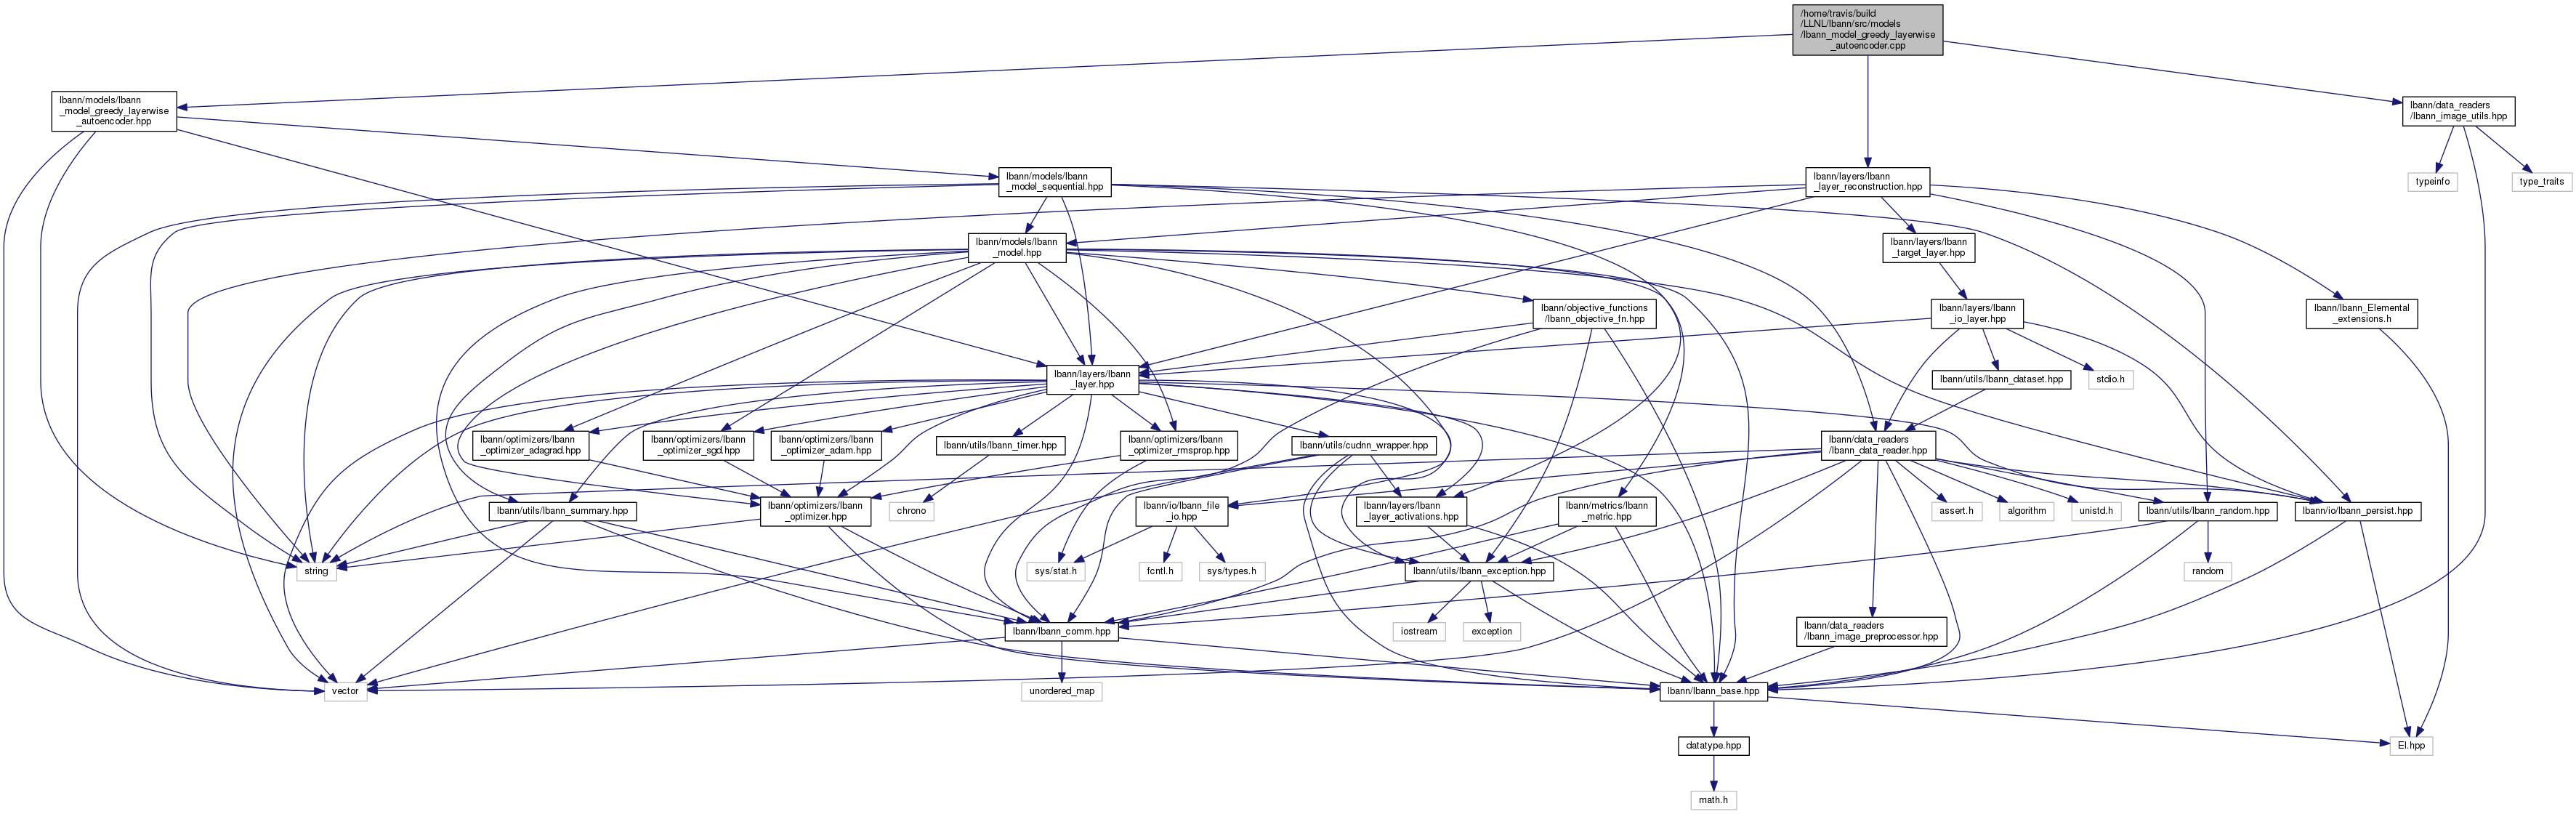 /home/travis/build
/LLNL/lbann/src/models
/lbann_model_greedy_layerwise
_autoencoder.cpp
lbann/models/lbann
_model_greedy_layerwise
_autoencoder.hpp
lbann/data_readers
/lbann_image_utils.hpp
lbann/models/lbann
_model_sequential.hpp
lbann/layers/lbann
_layer_reconstruction.hpp
typeinfo
type_traits
lbann/models/lbann
_model.hpp
lbann/layers/lbann
_target_layer.hpp
lbann/objective_functions
/lbann_objective_fn.hpp
lbann/layers/lbann
_io_layer.hpp
lbann/lbann_Elemental
_extensions.h
lbann/layers/lbann
_layer.hpp
lbann/utils/lbann_dataset.hpp
stdio.h
lbann/optimizers/lbann
_optimizer_adagrad.hpp
lbann/optimizers/lbann
_optimizer_sgd.hpp
lbann/optimizers/lbann
_optimizer_adam.hpp
lbann/utils/lbann_timer.hpp
lbann/optimizers/lbann
_optimizer_rmsprop.hpp
lbann/utils/cudnn_wrapper.hpp
lbann/data_readers
/lbann_data_reader.hpp
lbann/utils/lbann_summary.hpp
lbann/optimizers/lbann
_optimizer.hpp
chrono
lbann/io/lbann_file
_io.hpp
lbann/layers/lbann
_layer_activations.hpp
lbann/metrics/lbann
_metric.hpp
assert.h
algorithm
unistd.h
lbann/utils/lbann_random.hpp
lbann/io/lbann_persist.hpp
string
sys/stat.h
fcntl.h
sys/types.h
lbann/utils/lbann_exception.hpp
random
lbann/lbann_comm.hpp
iostream
exception
lbann/data_readers
/lbann_image_preprocessor.hpp
vector
unordered_map
lbann/lbann_base.hpp
datatype.hpp
El.hpp
math.h